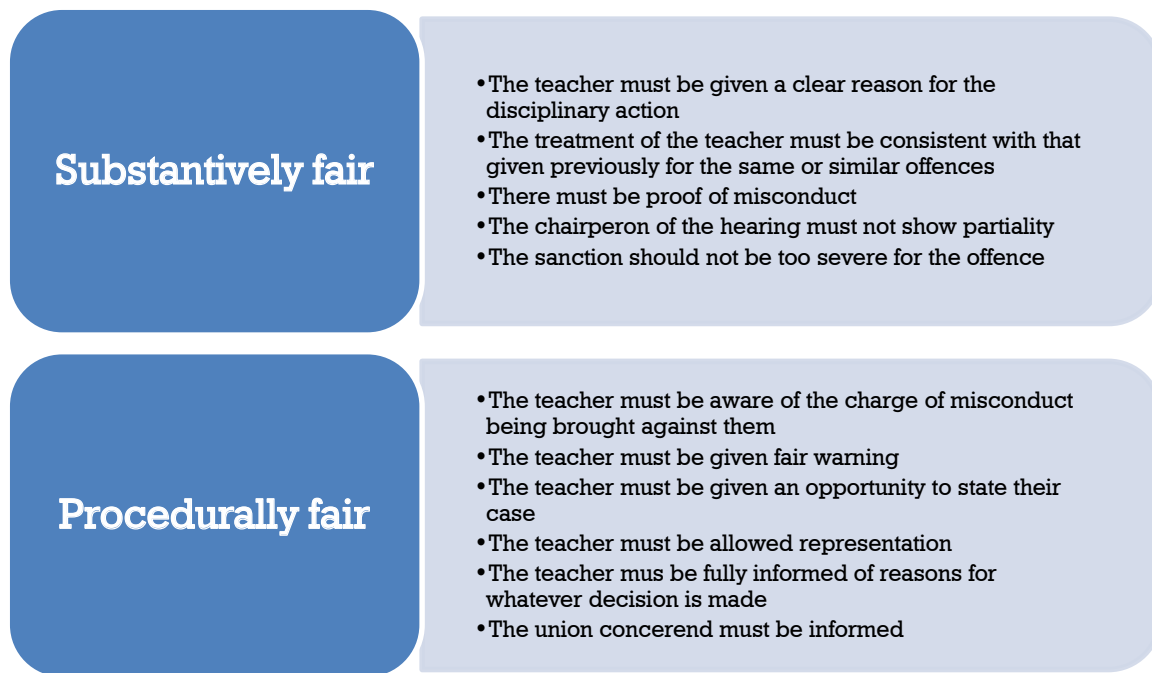 Substantively fair
•The teacher must be given a clear reason for the
disciplinary action
•The treatment of the teacher must be consistent with that
given previously for the same or similar offences
•There must be proof of misconduct
•The chairperon of the hearing must not show partiality
•The sanction should not be too severe for the offence
Procedurally fair
•The teacher must be aware of the charge of misconduct
being brought against them
•The teacher must be given fair warning
•The teacher must be given an opportunity to state their
case
•The teacher must be allowed representation
•The teacher mus be fully informed of reasons for
whatever decision is made
•The union concerend must be informed